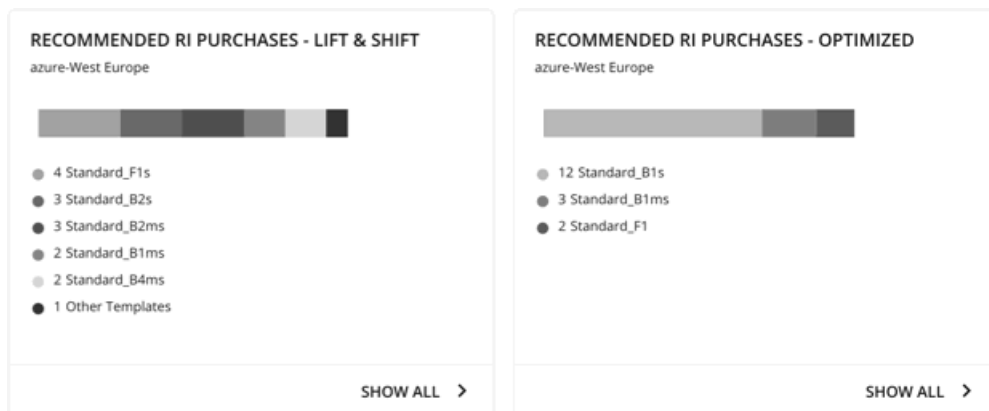 RECOMMENDED RI PURCHASES - LIFT & SHIFT
azure-West Europe
4 Standard_F1s
3 Standard_B2s
3 Standard_B2ms
2 Standard_B1ms
2 Standard_B4ms
1 Other Templates
SHOW ALL
RECOMMENDED RI PURCHASES - OPTIMIZED
azure-West Europe
12 Standard_B1s
3 Standard_B1ms
2 Standard_F1
SHOW ALL